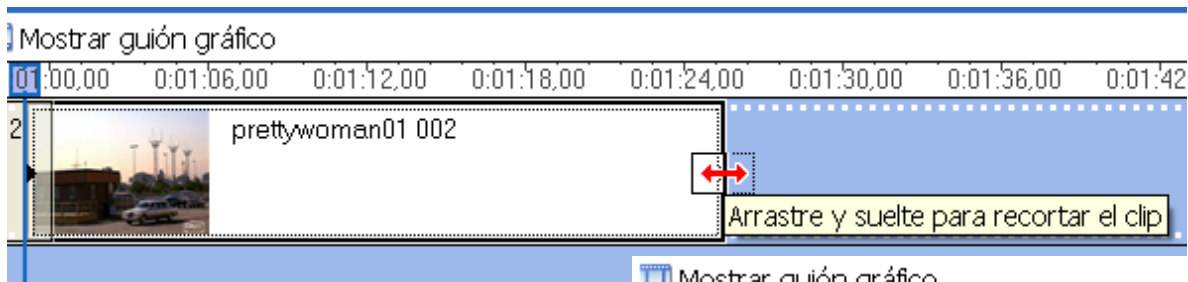 Mostrar guión gráfico
01:00,00 0:01:06,00 0:01:12,00 0:01:18,00 0:01:24,00 0:01:30,00 0:01:36,00 0:01:42
2 prettywoman01 002
Arrastre y suelte para recortar el clip
Mostrar guión gráfico